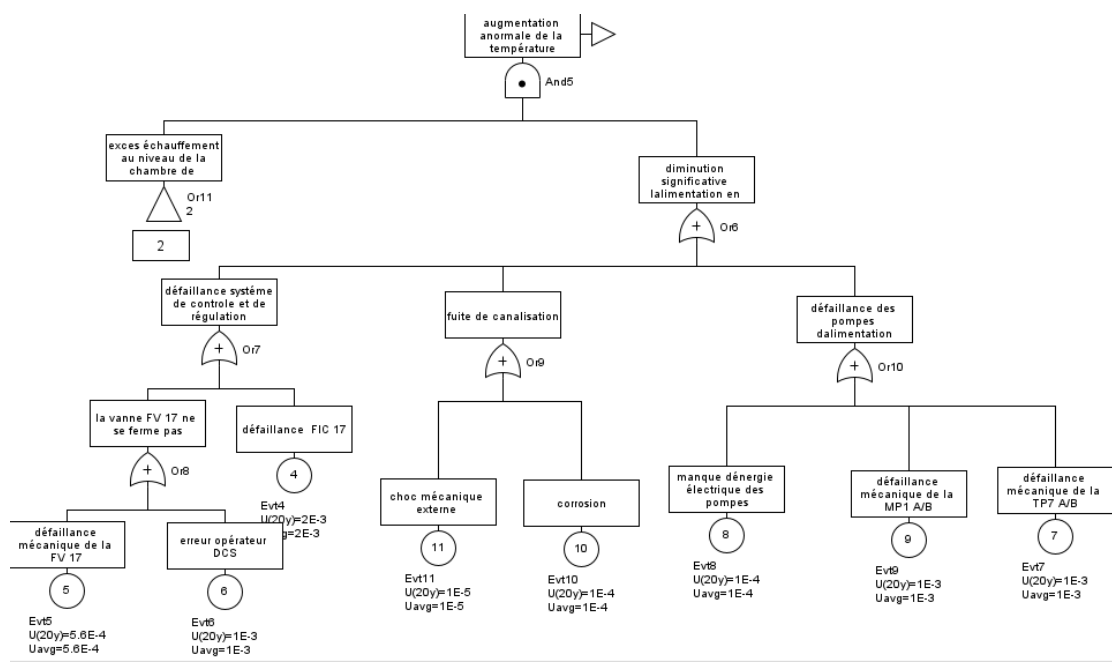 augmentation
anormale de la
température
And5
exces échauffement
au niveau de la
chambre de
Or11
2
2
diminution
significative lalimentation en
+
Or6
défaillance systéme
de controle et de
régulation
+
Or7
fuite de canalisation
+
Or9
défaillance des
pompes
dalimentation
+
Or10
la vanne FV 17 ne
se ferme pas
+
Or8
défaillance FIC 17
4
Evt4
U(20y)=2E-3
avg=2E-3
défaillance
mécanique de la
FV 17
5
Evt5
U(20y)=5.6E-4
Uavg=5.6E-4
erreur opérateur
DCS
6
Evt6
U(20y)=1E-3
Uavg=1E-3
choc mécanique
externe
11
Evt11
U(20y)=1E-5
Uavg=1E-5
corrosion
10
Evt10
U(20y)=1E-4
Uavg=1E-4
manque dénergie
électrique des
pompes
8
Evt8
U(20y)=1E-4
Uavg=1E-4
défaillance
mécanique de la
MP1 A/B
9
Evt9
U(20y)=1E-3
Uavg=1E-3
défaillance
mécanique de la
TP7 A/B
7
Evt7
U(20y)=1E-3
Uavg=1E-3